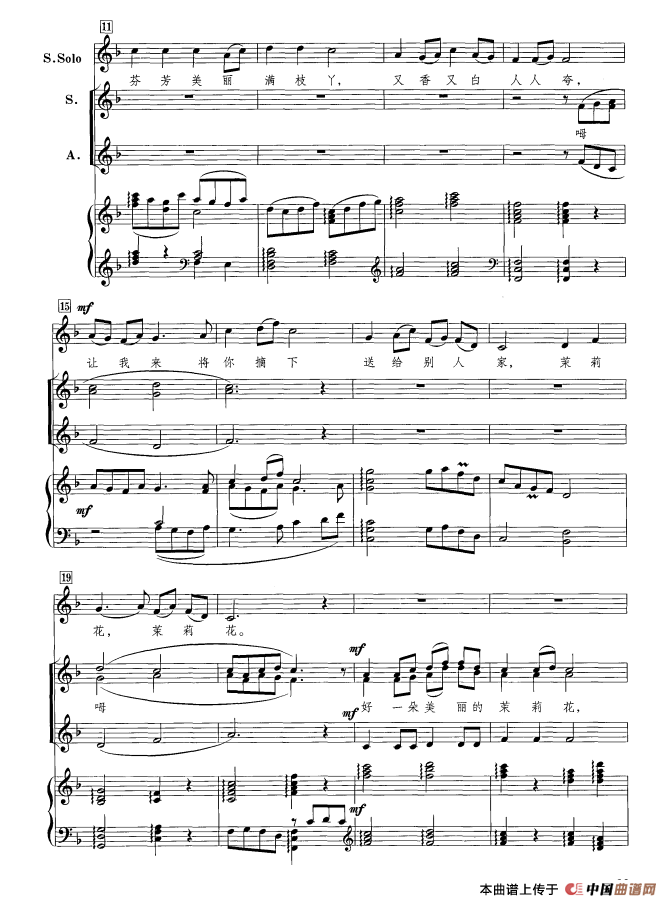 11
S.Solo
芬芳美丽满枝丫，又香又白人人夸，
S.
呣
A.
15 mf
让我来将你摘下送给别人家，茉莉
mf
19
花，茉莉花。
mf
呣 好一朵美丽的茉莉花，
mf
mf
本曲谱上传于 中国曲谱网